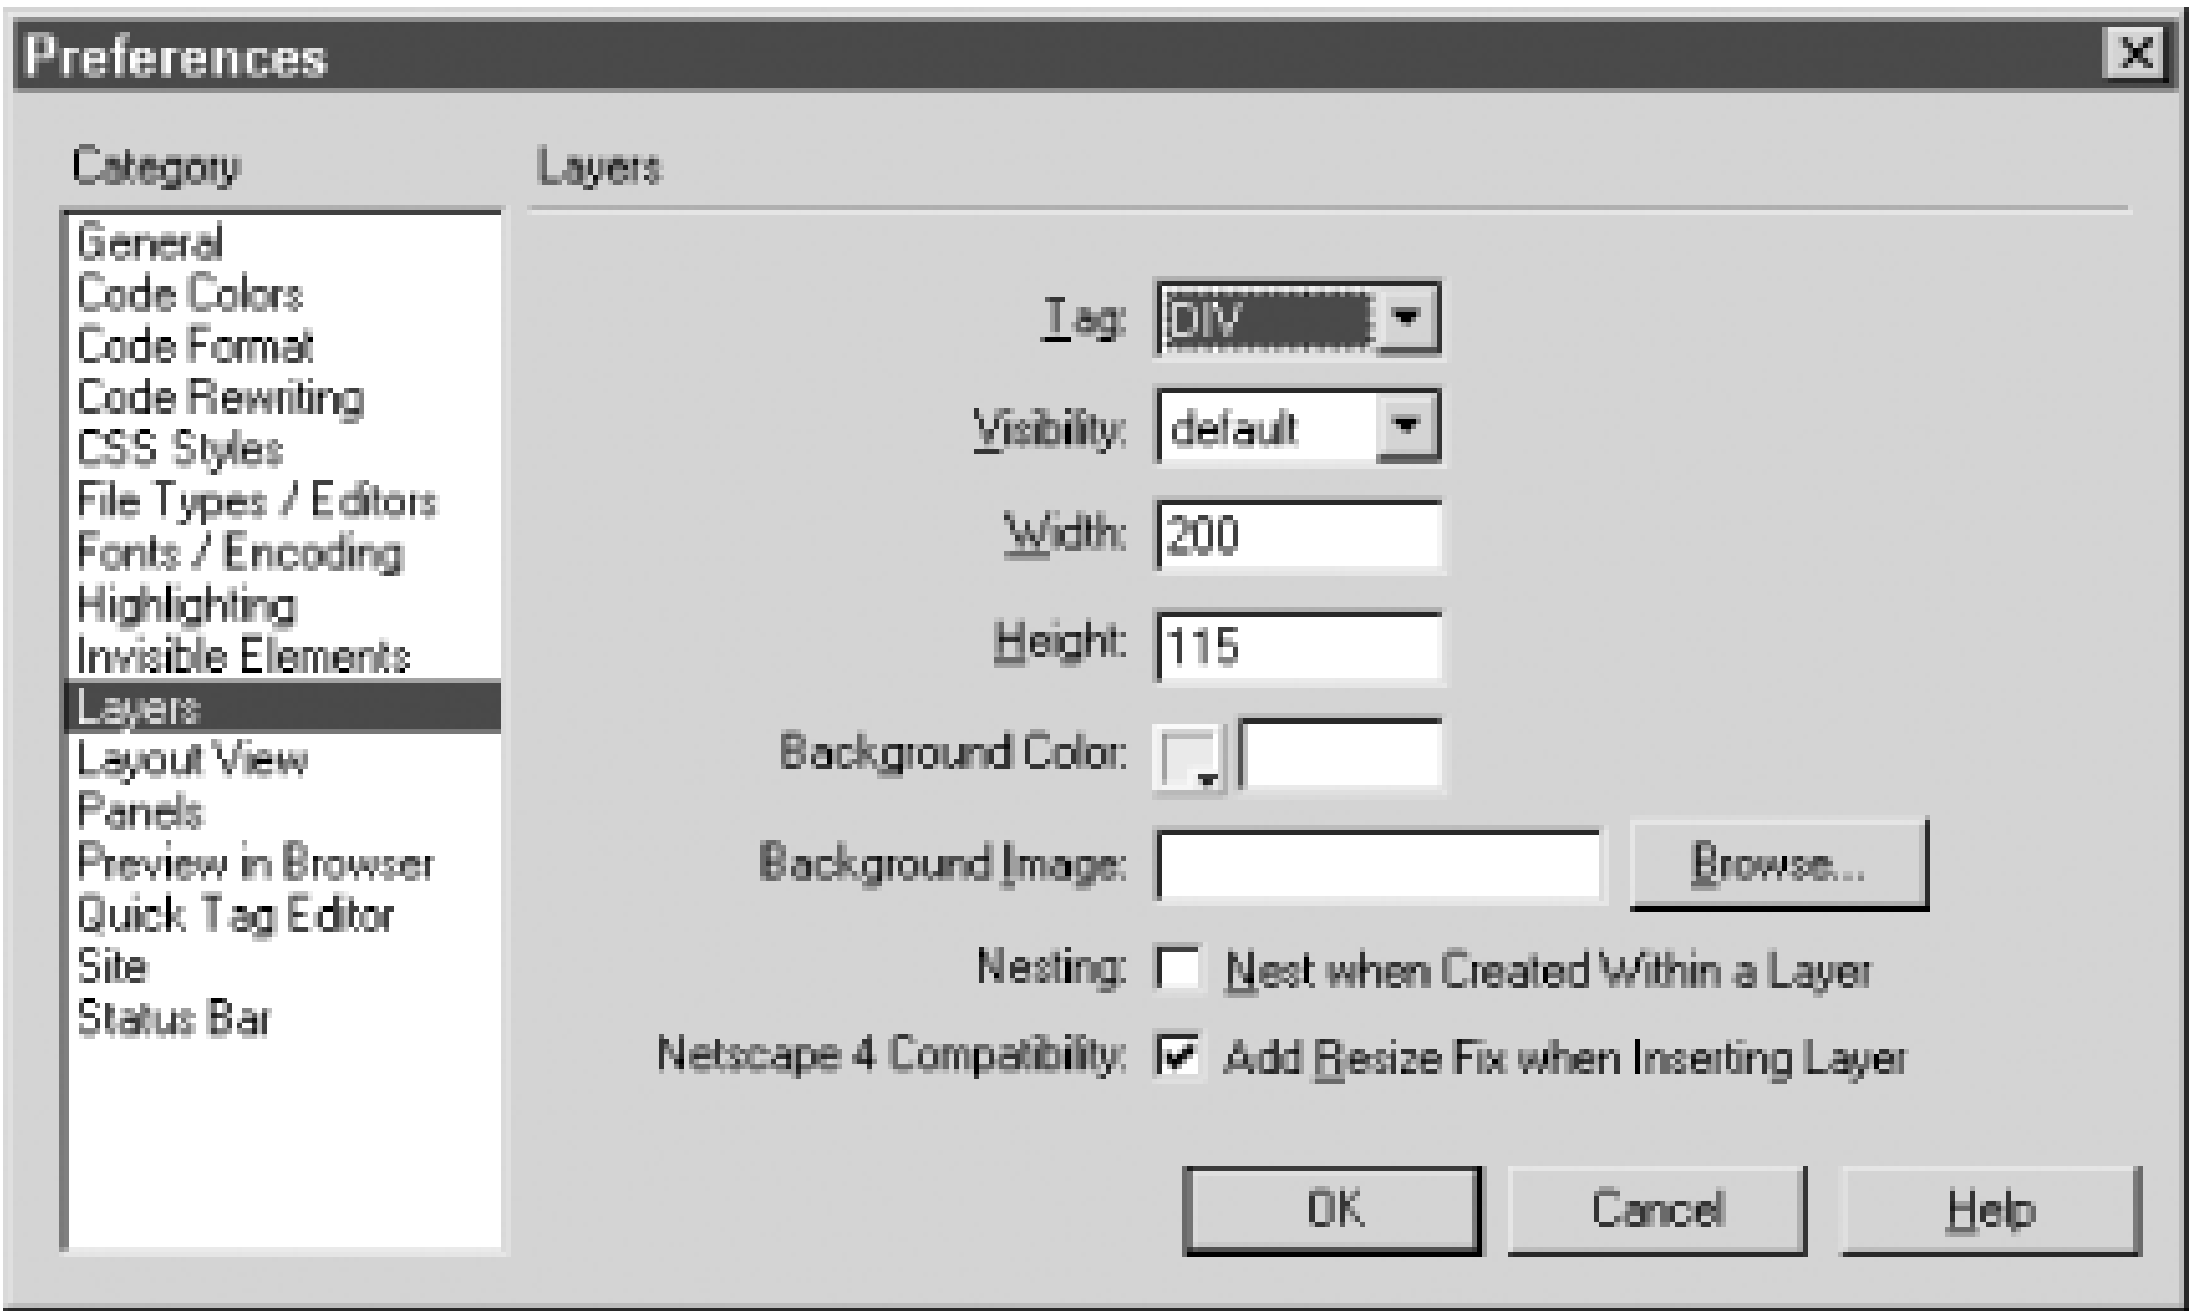 Preferences
Category
General
Code Colors
Code Format
Code Rewriting
CSS Styles
File Types / Editors
Fonts / Encoding
Highlighting
Invisible Elements
Layers
Layout View
Panels
Preview in Browser
Quick Tag Editor
Site
Status Bar
Layers
Tag: DIV
Visibility: default
Width: 200
Height: 115
Background Color:
Background Image: Browse...
Nesting: Nest when Created Within a Layer
Netscape 4 Compatibility: Add Resize Fix when Inserting Layer
OK Cancel Help